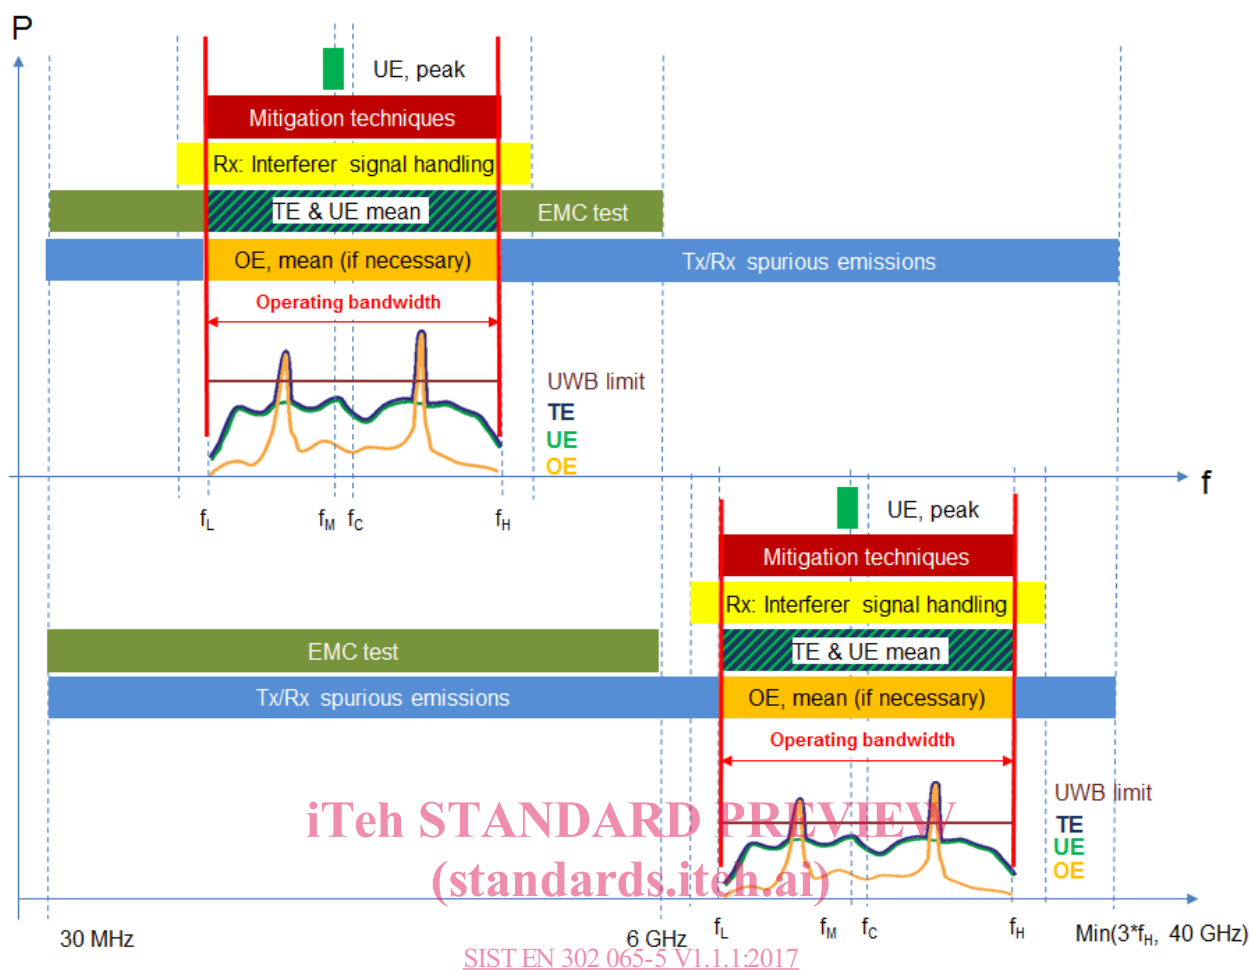 P
UE, peak
Mitigation techniques
Rx: Interferer signal handling
TE & UE mean
EMC test
OE, mean (if necessary)
Tx/Rx spurious emissions
Operating bandwidth
UWB limit
TE
UE
OE
f
fL
fM
fC
fH
UE, peak
Mitigation techniques
Rx: Interferer signal handling
EMC test
TE & UE mean
Tx/Rx spurious emissions
OE, mean (if necessary)
Operating bandwidth
UWB limit
TE
UE
OE
iTeh STANDARD PREVIEW
(standards.iteh.ai)
30 MHz
6 GHz
fL
fM
fC
fH
Min(3*fH, 40 GHz)
SIST EN 302 065-5 V1.1.1:2017